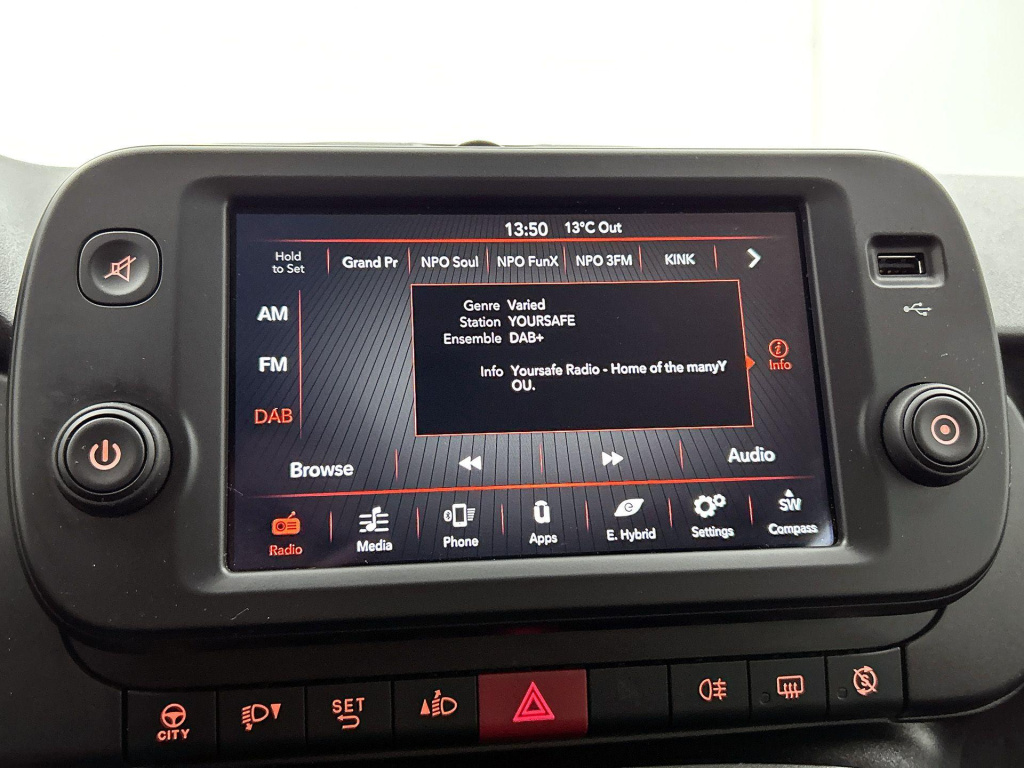 13:50 13°C Out
Hold
to Set
Grand Pr
NPO Soul
NPO FunX
NPO 3FM
KINK
AM
FM
DAB
Genre Varied
Station YOURSAFE
Ensemble DAB+
Info Yoursafe Radio - Home of the manyY
OU.
Info
Browse
Audio
Radio
Media
Phone
Apps
e
E. Hybrid
Settings
SW
Compass
CITY
SET